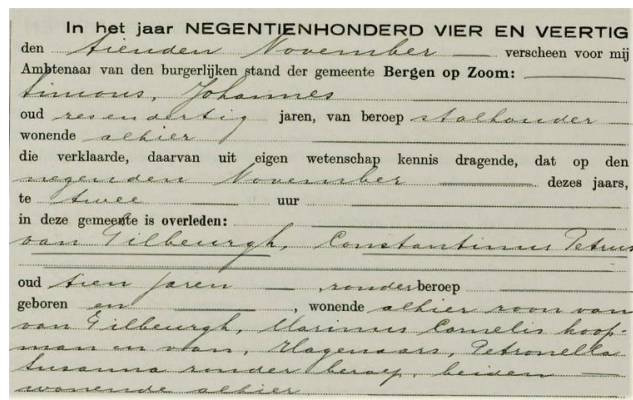 In het jaar NEGENTIENHONDERD VIER EN VEERTIG
den tienden November verscheen voor mij
Ambtenaar van den burgerlijken stand der gemeente Bergen op Zoom:
Simons, Johannes
oud zesendertig jaren, van beroep stalhouder
wonende alhier
die verklaarde, daarvan uit eigen wetenschap kennis dragende, dat op den
negenden November dezes jaars,
te twee uur
in deze gemeente is overleden:
van Gilbeurgh, Constantinus Petrus
oud tien jaren, zonder beroep
geboren en, wonende alhier zoon van
van Gilbeurgh, Marinus Cornelis koop-
man en van, Hagenaars, Petronella
Susanna zonder beroep, beiden
wonende alhier